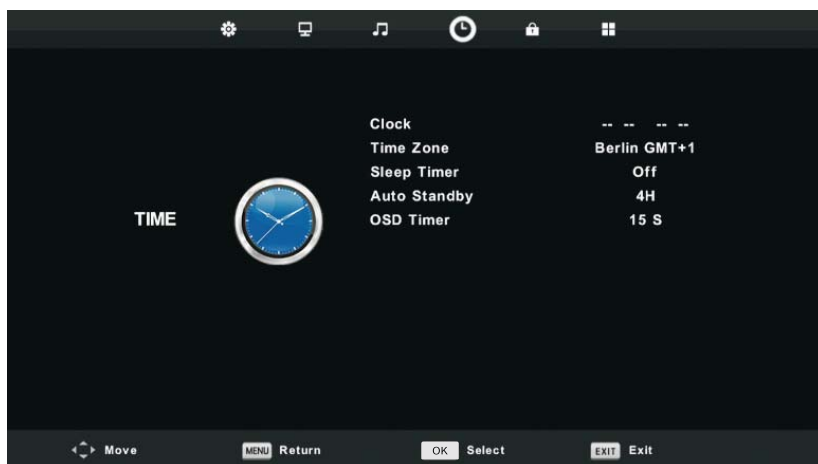 Clock -- -- -- --
Time Zone Berlin GMT+1
Sleep Timer Off
Auto Standby 4H
TIME
OSD Timer 15 S
Move MENU Return OK Select EXIT Exit